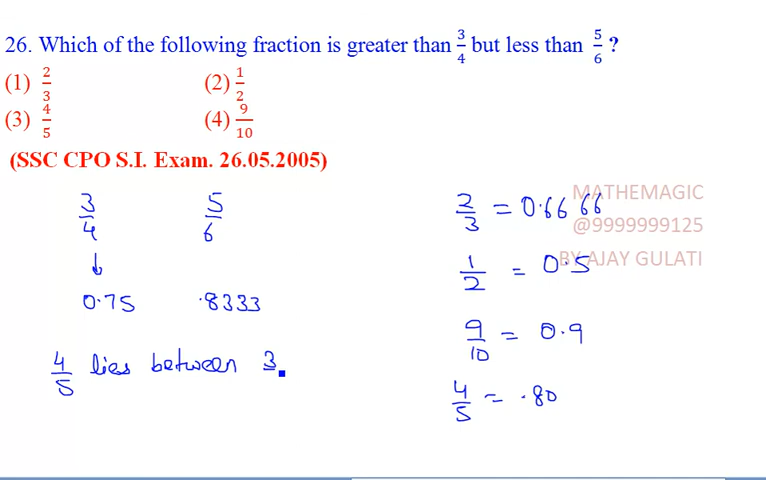 26. Which of the following fraction is greater than 3/4 but less than 5/6 ?
(1) 2/3 (2) 1/2
(3) 4/5 (4) 9/10
(SSC CPO S.I. Exam. 26.05.2005)
3/4 5/6
↓
0.75 .8333
4/5 lies between 3
2/3 = 0.6666
1/2 = 0.5
9/10 = 0.9
4/5 = .80
MATHEMAGIC
@9999999125
BY AJAY GULATI